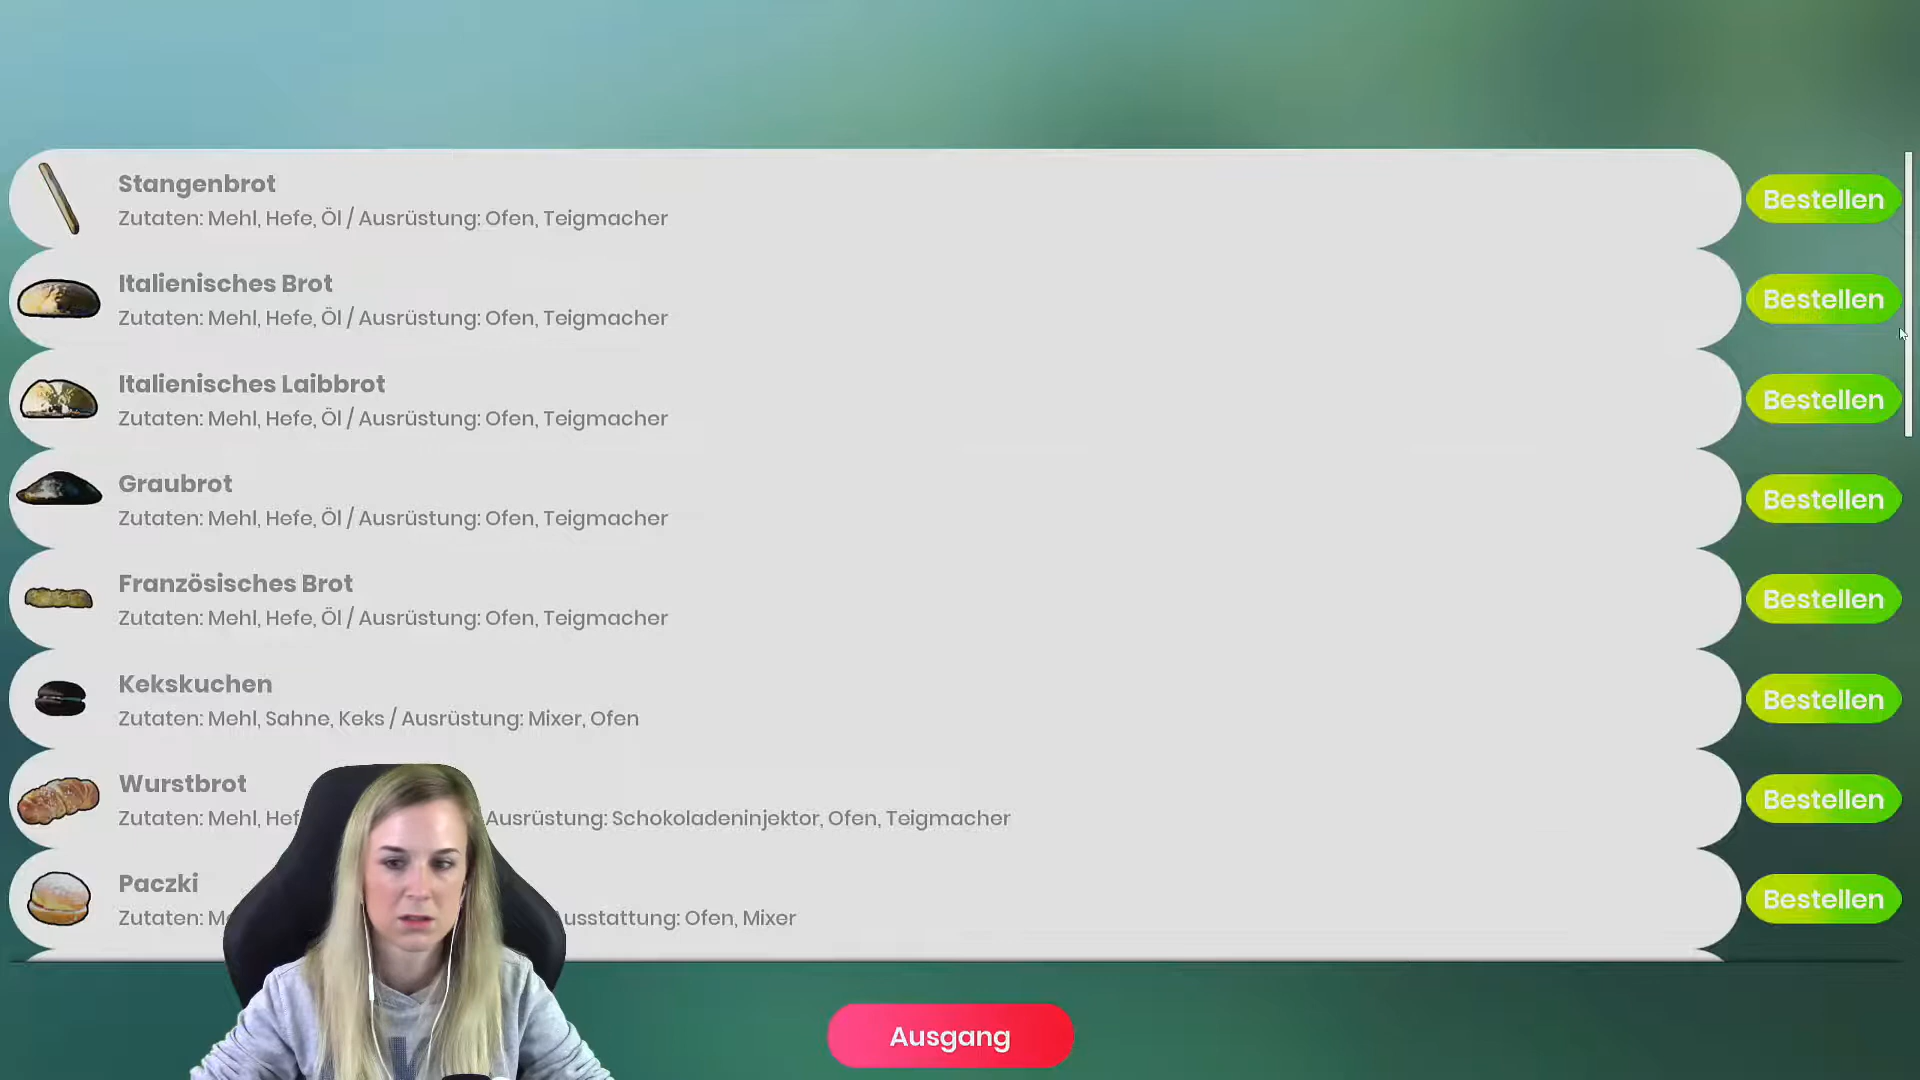 Stangenbrot
Zutaten: Mehl, Hefe, Öl / Ausrüstung: Ofen, Teigmacher
Bestellen
Italienisches Brot
Zutaten: Mehl, Hefe, Öl / Ausrüstung: Ofen, Teigmacher
Bestellen
Italienisches Laibbrot
Zutaten: Mehl, Hefe, Öl / Ausrüstung: Ofen, Teigmacher
Bestellen
Graubrot
Zutaten: Mehl, Hefe, Öl / Ausrüstung: Ofen, Teigmacher
Bestellen
Französisches Brot
Zutaten: Mehl, Hefe, Öl / Ausrüstung: Ofen, Teigmacher
Bestellen
Kekskuchen
Zutaten: Mehl, Sahne, Keks / Ausrüstung: Mixer, Ofen
Bestellen
Wurstbrot
Zutaten: Mehl, Ausrüstung: Schokoladeninjektor, Ofen, Teigmacher
Bestellen
Paczki
Zutaten: Ofen, Mixer
Bestellen
Ausgang